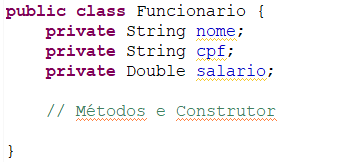 public class Funcionario {
    private String nome;
    private String cpf;
    private Double salario;
    // Métodos e Construtor
}